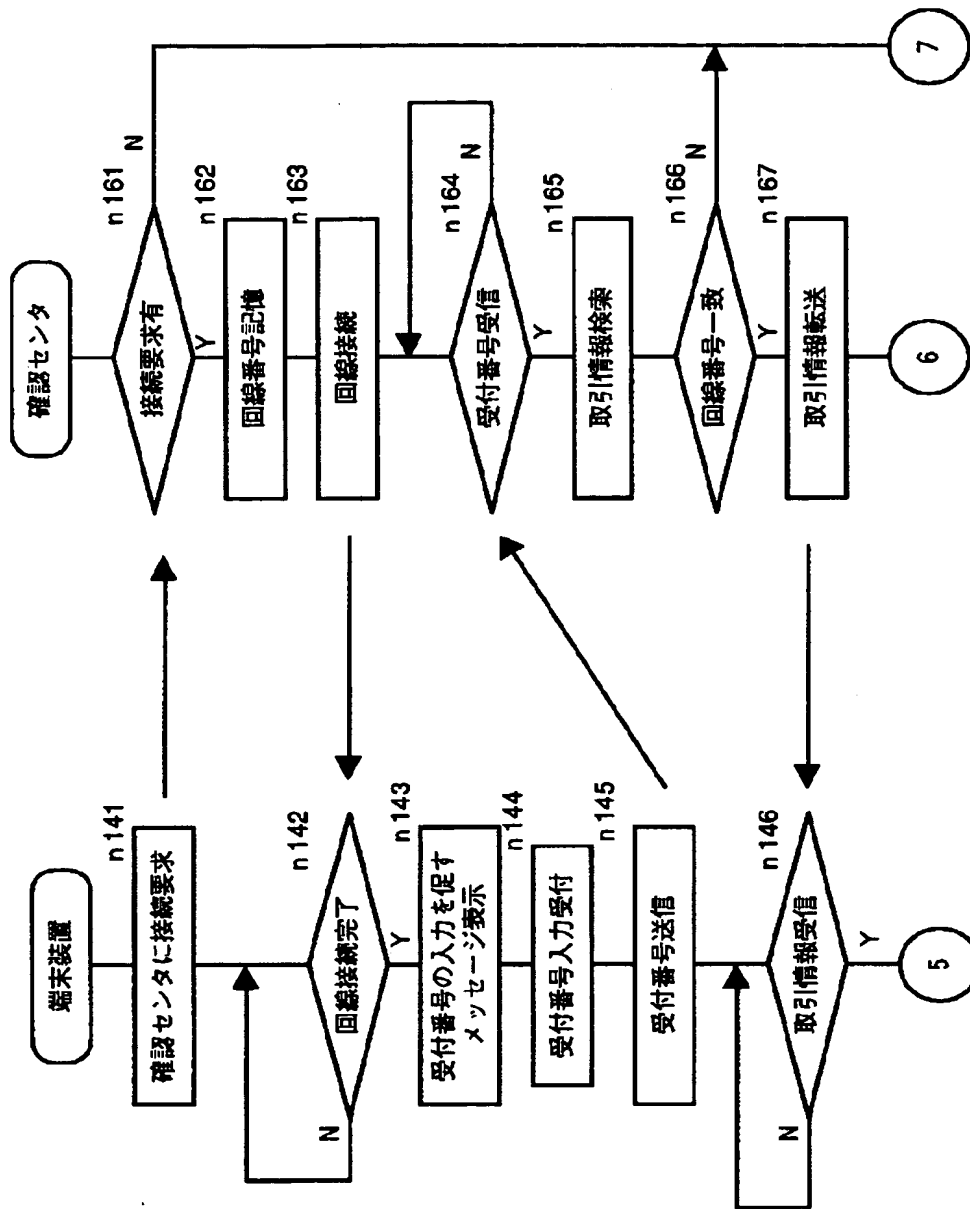 端末装置
n141
確認センタに接続要求
n142
回線接続完了
N
Y
n143
受付番号の入力を促す
メッセージ表示
n144
受付番号入力受付
n145
受付番号送信
n146
取引情報受信
N
Y
5
確認センタ
n161
接続要求有
N
Y
n162
回線番号記憶
n163
回線接続
n164
受付番号受信
N
Y
n165
取引情報検索
n166
回線番号一致
N
Y
n167
取引情報転送
6
7